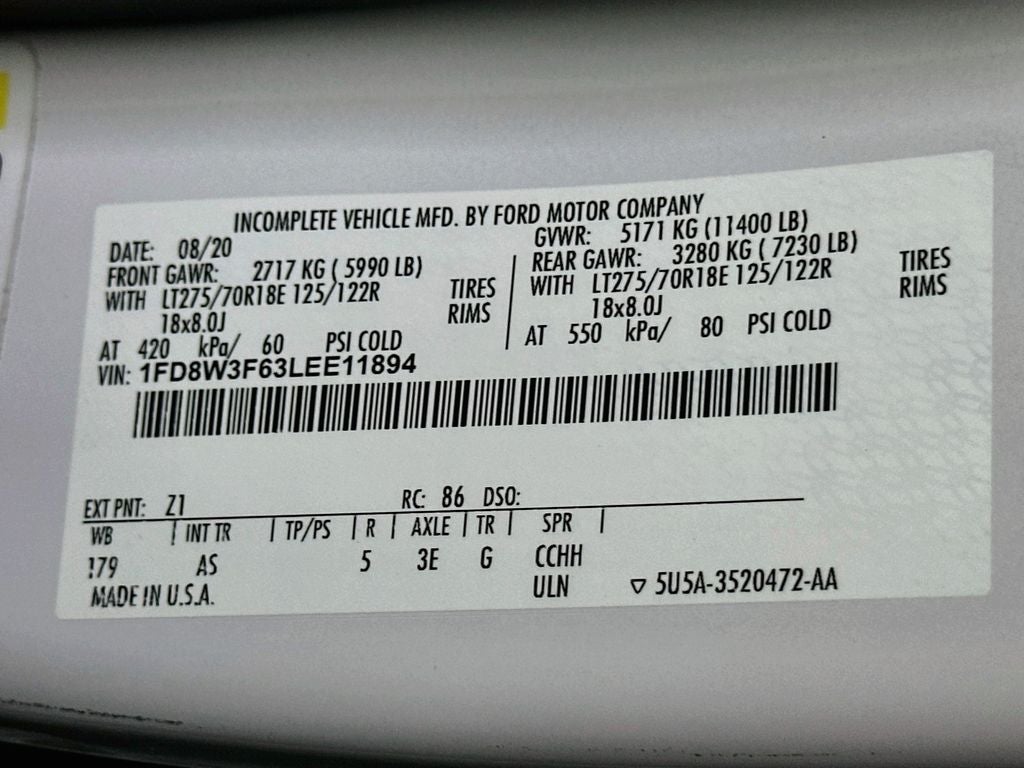 INCOMPLETE VEHICLE MFD. BY FORD MOTOR COMPANY
DATE: 08/20
GVWR: 5171 KG (11400 LB)
FRONT GAWR: 2717 KG ( 5990 LB)
REAR GAWR: 3280 KG ( 7230 LB)
WITH LT275/70R18E 125/122R TIRES
WITH LT275/70R18E 125/122R TIRES
18x8.0J RIMS
18x8.0J RIMS
AT 420 kPa/ 60 PSI COLD
AT 550 kPa/ 80 PSI COLD
VIN: 1FD8W3F63LEE11894
EXT PNT: Z1 RC: 86 DSO:
WB | INT TR | TP/PS | R | AXLE | TR | SPR |
179 AS 5 3E G CCHH
MADE IN U.S.A. ULN ▽ 5U5A-3520472-AA